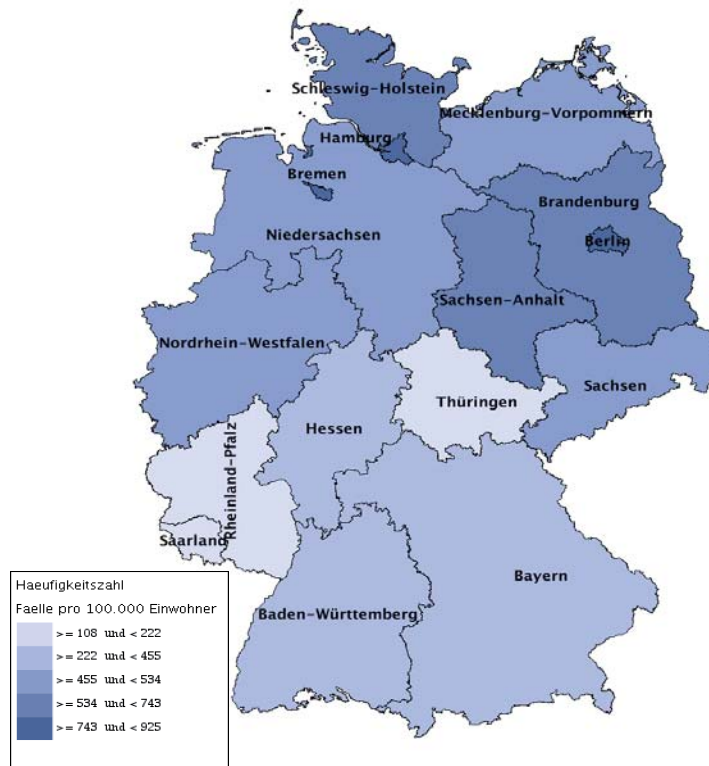 Schleswig-Holstein
Mecklenburg-Vorpommern
Hamburg
Bremen
Brandenburg
Niedersachsen
Berlin
Sachsen-Anhalt
Nordrhein-Westfalen
Sachsen
Thüringen
Hessen
Rheinland-Pfalz
Saarland
Bayern
Baden-Württemberg
Haeufigkeitszahl
Faelle pro 100.000 Einwohner
>= 108 und < 222
>= 222 und < 455
>= 455 und < 534
>= 534 und < 743
>= 743 und < 925